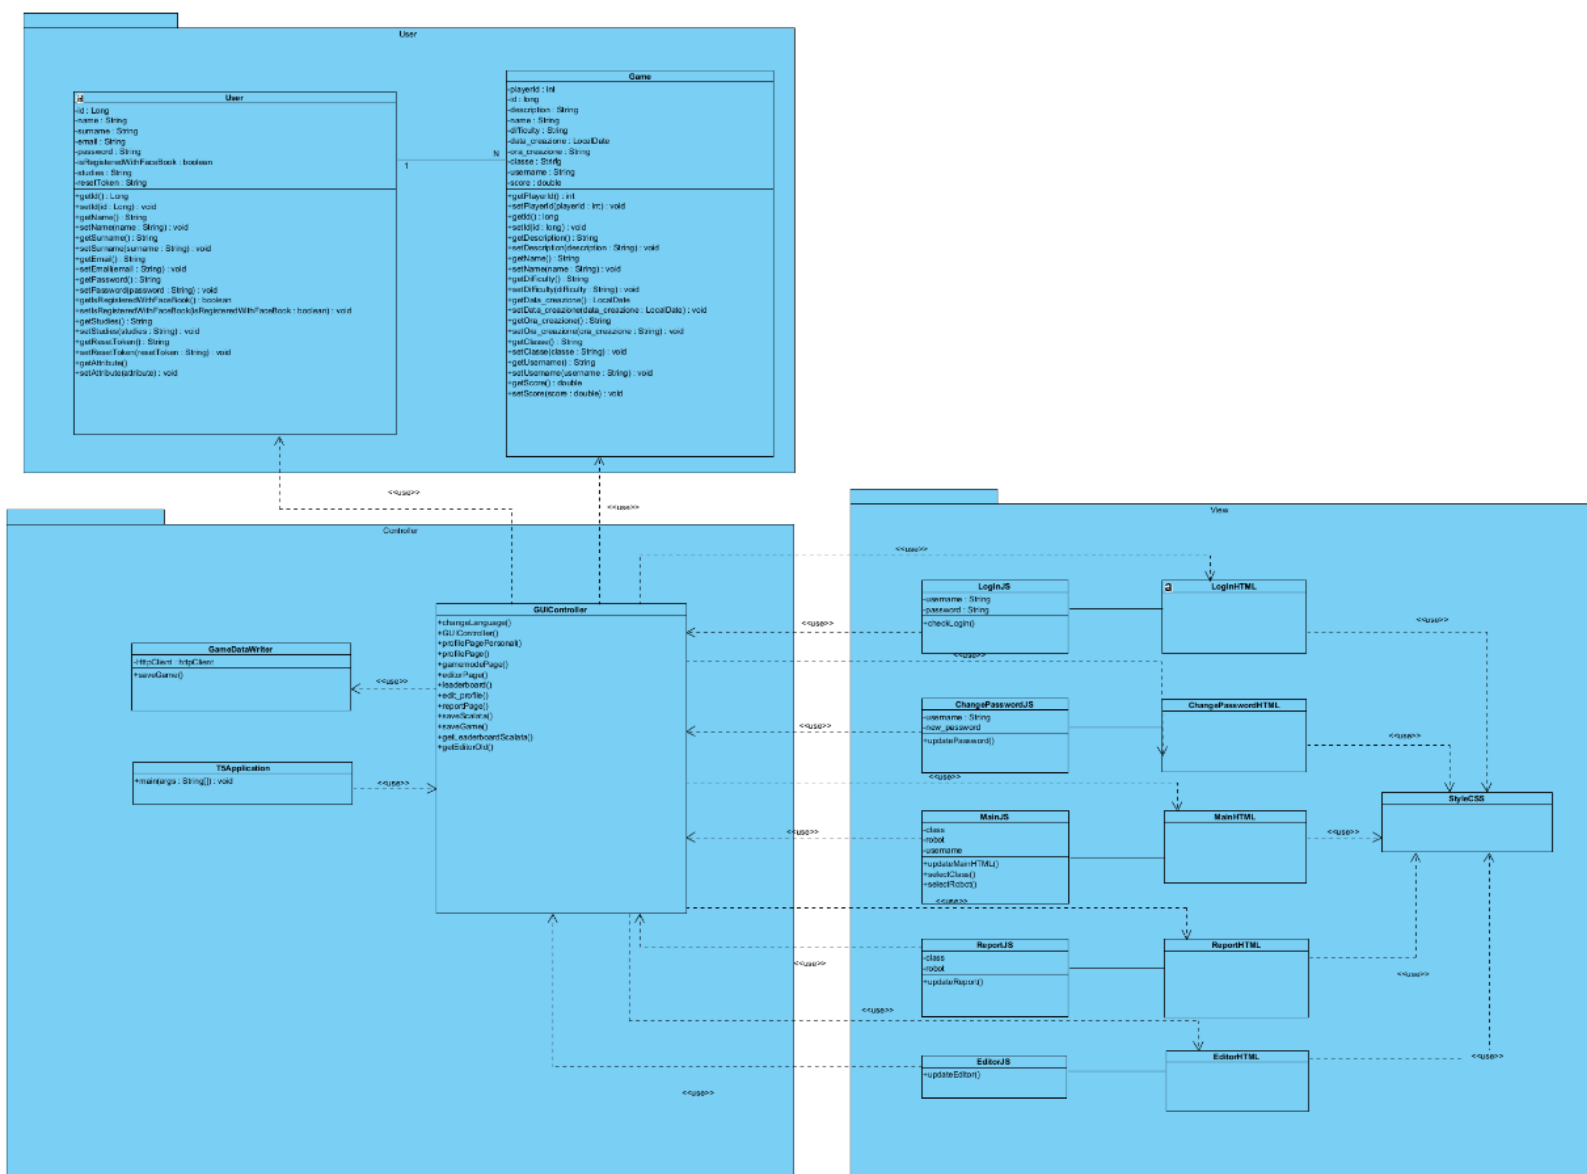 User
User
-id : Long
-name : String
-surname : String
-email : String
-password : String
-isRegisteredWithFaceBook : boolean
-studies : String
-resetToken : String
+getId() : Long
+setId(id : Long) : void
+getName() : String
+setName(name : String) : void
+getSurname() : String
+setSurname(surname : String) : void
+getEmail() : String
+setEmail(email : String) : void
+getPassword() : String
+setPassword(password : String) : void
+getIsRegisteredWithFaceBook() : boolean
+setIsRegisteredWithFaceBook(isRegisteredWithFaceBook : boolean) : void
+getStudies() : String
+setStudies(studies : String) : void
+getResetToken() : String
+setResetToken(resetToken : String) : void
+getAttribute()
+setAttribute(attribute) : void
1
N
Game
-playerId : int
-id : long
-description : String
-name : String
-difficulty : String
-data_creazione : LocalDate
-ora_creazione : String
-classe : String
-username : String
-score : double
+getPlayerId() : int
+setPlayerId(playerId : int) : void
+getId() : long
+setId(id : long) : void
+getDescription() : String
+setDescription(description : String) : void
+getName() : String
+setName(name : String) : void
+getDifficulty() : String
+setDifficulty(difficulty : String) : void
+getData_creazione() : LocalDate
+setData_creazione(data_creazione : LocalDate) : void
+getOra_creazione() : String
+setOra_creazione(ora_creazione : String) : void
+getClasse() : String
+setClasse(classe : String) : void
+getUsername() : String
+setUsername(username : String) : void
+getScore() : double
+setScore(score : double) : void
<<use>>
<<use>>
Controller
GUIController
+changeLanguage()
+GUIController()
+profilePagePersonal()
+profilePage()
+gamemodePage()
+editorPage()
+leaderboard()
+edit_profile()
+reportPage()
+saveScalata()
+saveGame()
+getLeaderboardScalata()
+getEditorOld()
GameDataWriter
-HttpClient : httpClient
+saveGame()
<<use>>
T5Application
+main(args : String[]) : void
<<use>>
View
<<use>>
LoginJS
-username : String
-password : String
+checkLogin()
LoginHTML
<<use>>
<<use>>
<<use>>
ChangePasswordJS
-username : String
-new_password
+updatePassword()
ChangePasswordHTML
<<use>>
<<use>>
<<use>>
StyleCSS
MainJS
-class
-robot
-username
+updateMainHTML()
+selectClass()
+selectRobot()
MainHTML
<<use>>
<<use>>
<<use>>
ReportJS
-class
-robot
+updateReport()
ReportHTML
<<use>>
<<use>>
<<use>>
EditorJS
+updateEditor()
EditorHTML
<<use>>
<<use>>